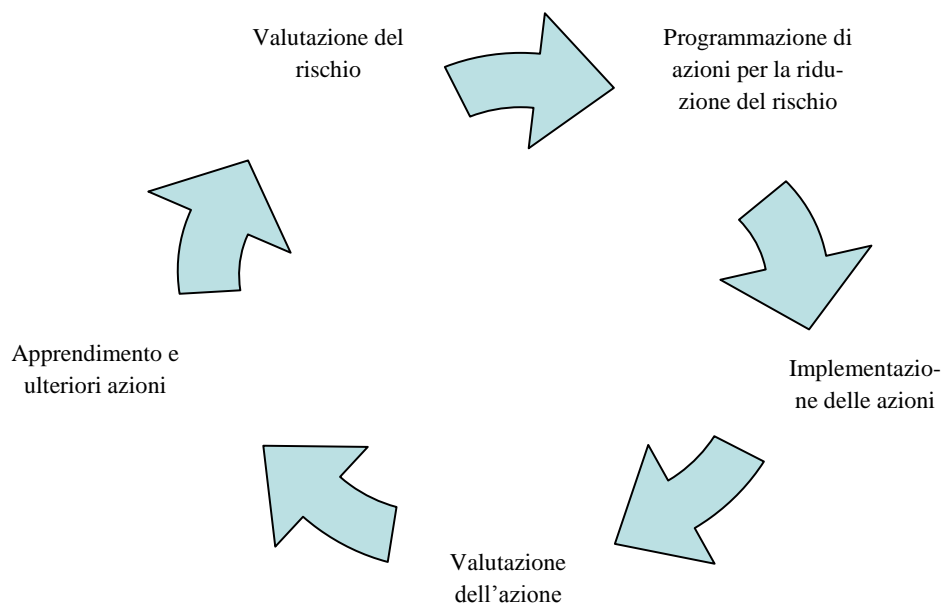 Valutazione del
rischio
Programmazione di
azioni per la ridu-
zione del rischio
Implementazio-
ne delle azioni
Valutazione
dell’azione
Apprendimento e
ulteriori azioni